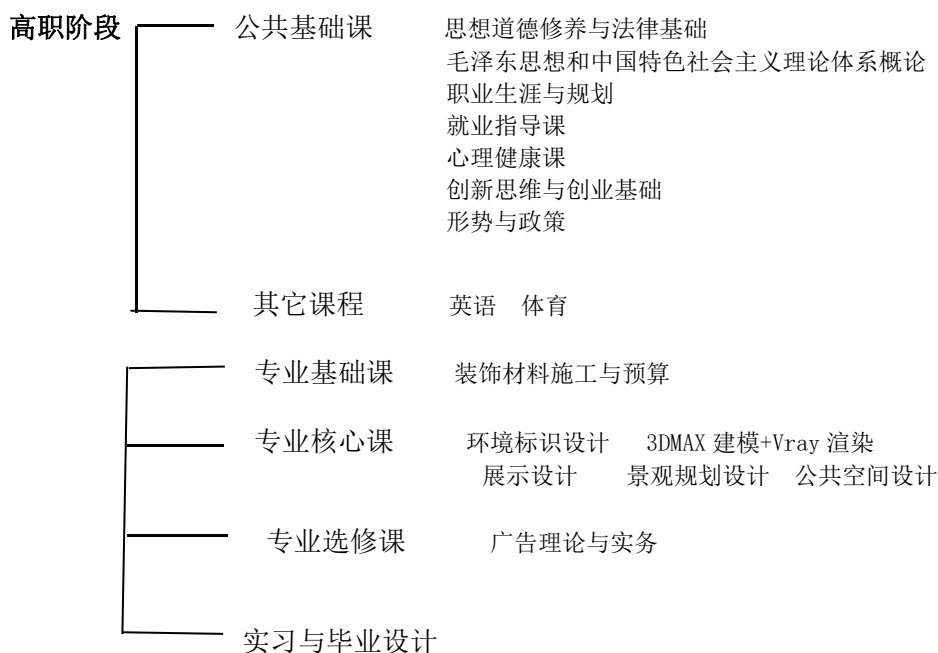 高职阶段 公共基础课 思想道德修养与法律基础
毛泽东思想和中国特色社会主义理论体系概论
职业生涯与规划
就业指导课
心理健康课
创新思维与创业基础
形势与政策
其它课程 英语 体育
专业基础课 装饰材料施工与预算
专业核心课 环境标识设计 3DMAX 建模+Vray 渲染
展示设计 景观规划设计 公共空间设计
专业选修课 广告理论与实务
实习与毕业设计